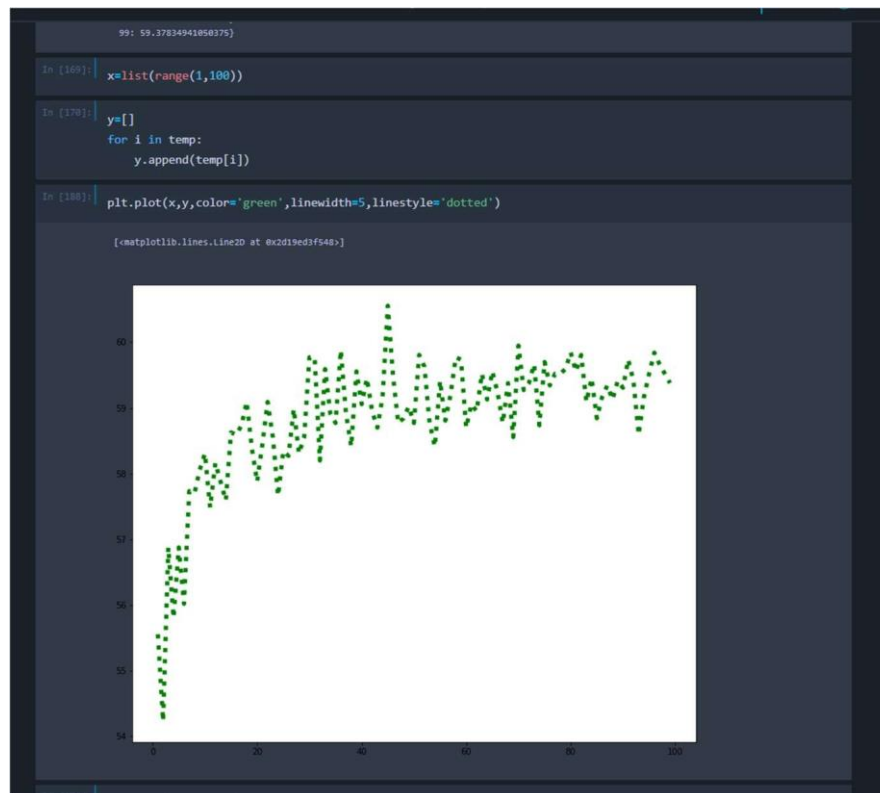 99: 59.37834941050375}
In [169]:
x=list(range(1,100))
In [170]:
y=[]
for i in temp:
    y.append(temp[i])
In [188]:
plt.plot(x,y,color='green',linewidth=5,linestyle='dotted')
[<matplotlib.lines.Line2D at 0x2d19ed3f548>]
60
59
58
57
56
55
54
0 20 40 60 80 100